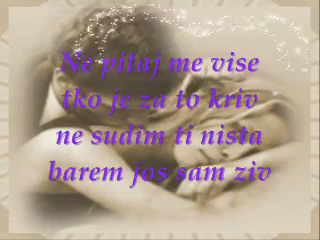 Ne pitaj me vise
tko je za to kriv
ne sudim ti nista
barem jos sam ziv